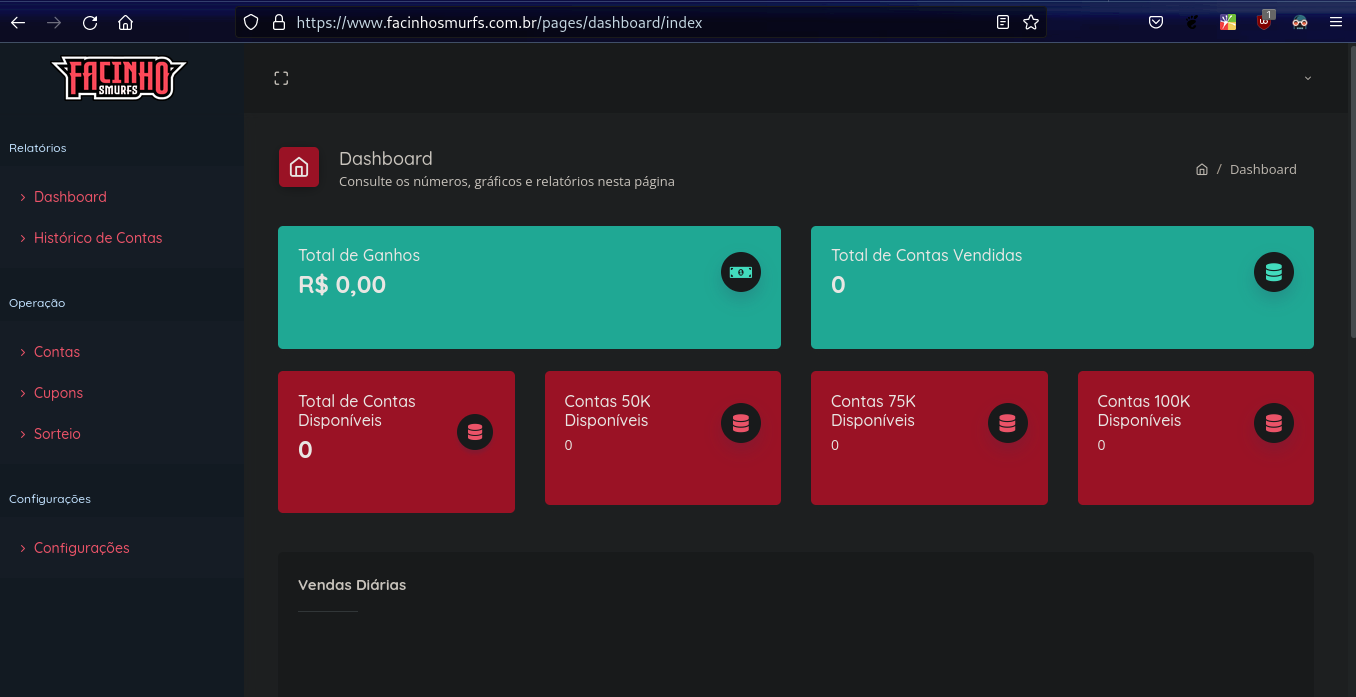 https://www.facinhosmurfs.com.br/pages/dashboard/index
1
FACINHO
SMURFS
Relatórios
Dashboard
Histórico de Contas
Operação
Contas
Cupons
Sorteio
Configurações
Configurações
Dashboard
Consulte os números, gráficos e relatórios nesta página
/ Dashboard
Total de Ganhos
R$ 0,00
Total de Contas Vendidas
0
Total de Contas
Disponíveis
0
Contas 50K
Disponíveis
0
Contas 75K
Disponíveis
0
Contas 100K
Disponíveis
0
Vendas Diárias